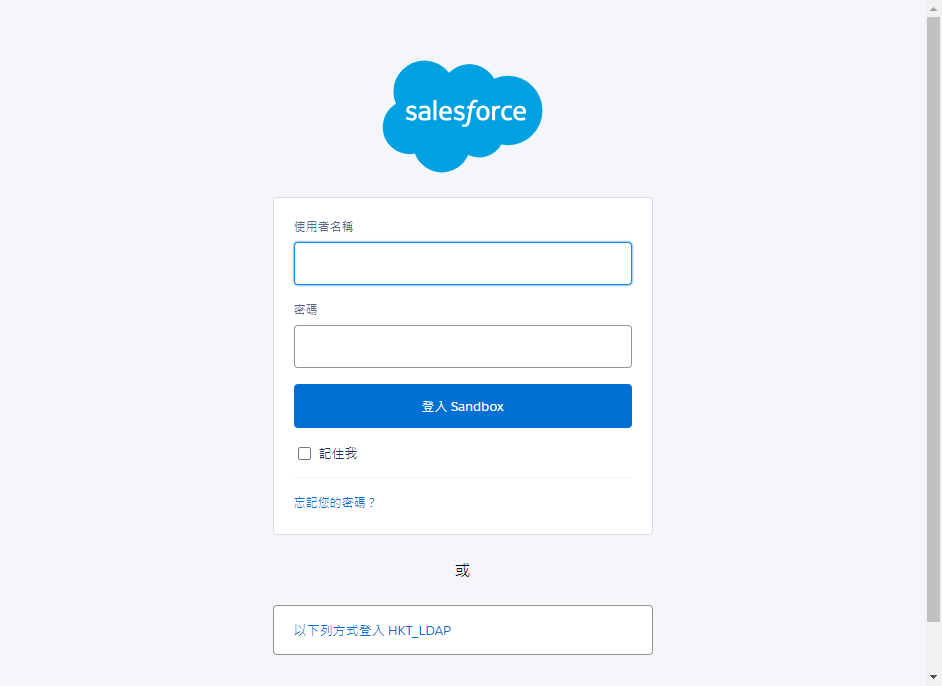 salesforce
使用者名稱
密碼
登入 Sandbox
記住我
忘記您的密碼？
或
以下列方式登入 HKT_LDAP